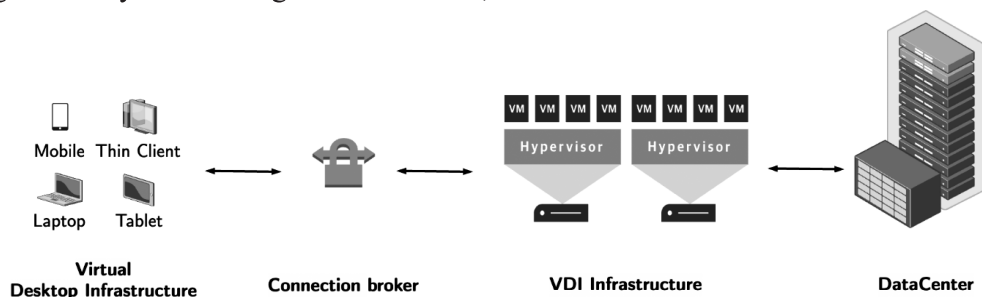 VM VM VM VM VM VM VM VM
Hypervisor Hypervisor
Mobile Thin Client
Laptop Tablet
Virtual
Desktop Infrastructure
Connection broker
VDI Infrastructure
DataCenter